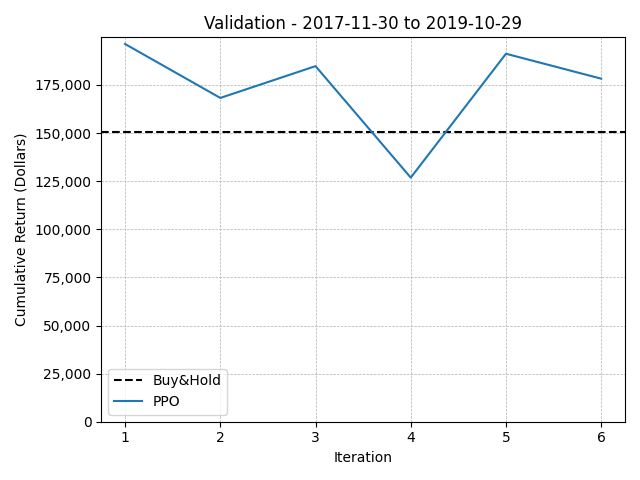 Validation - 2017-11-30 to 2019-10-29
Cumulative Return (Dollars)
175,000
150,000
125,000
100,000
75,000
50,000
25,000
0
Buy&Hold
PPO
1 2 3 4 5 6
Iteration